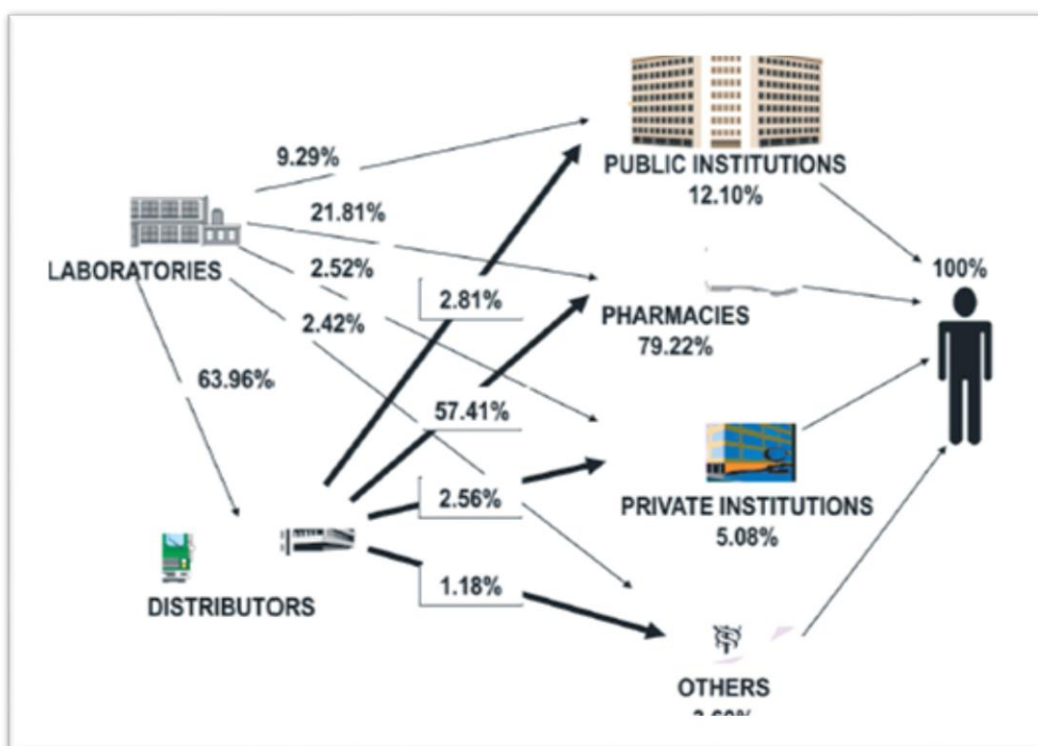 9.29%
PUBLIC INSTITUTIONS
12.10%
21.81%
LABORATORIES
2.52%
100%
2.81%
PHARMACIES
79.22%
2.42%
63.96%
57.41%
2.56%
PRIVATE INSTITUTIONS
5.08%
1.18%
DISTRIBUTORS
OTHERS